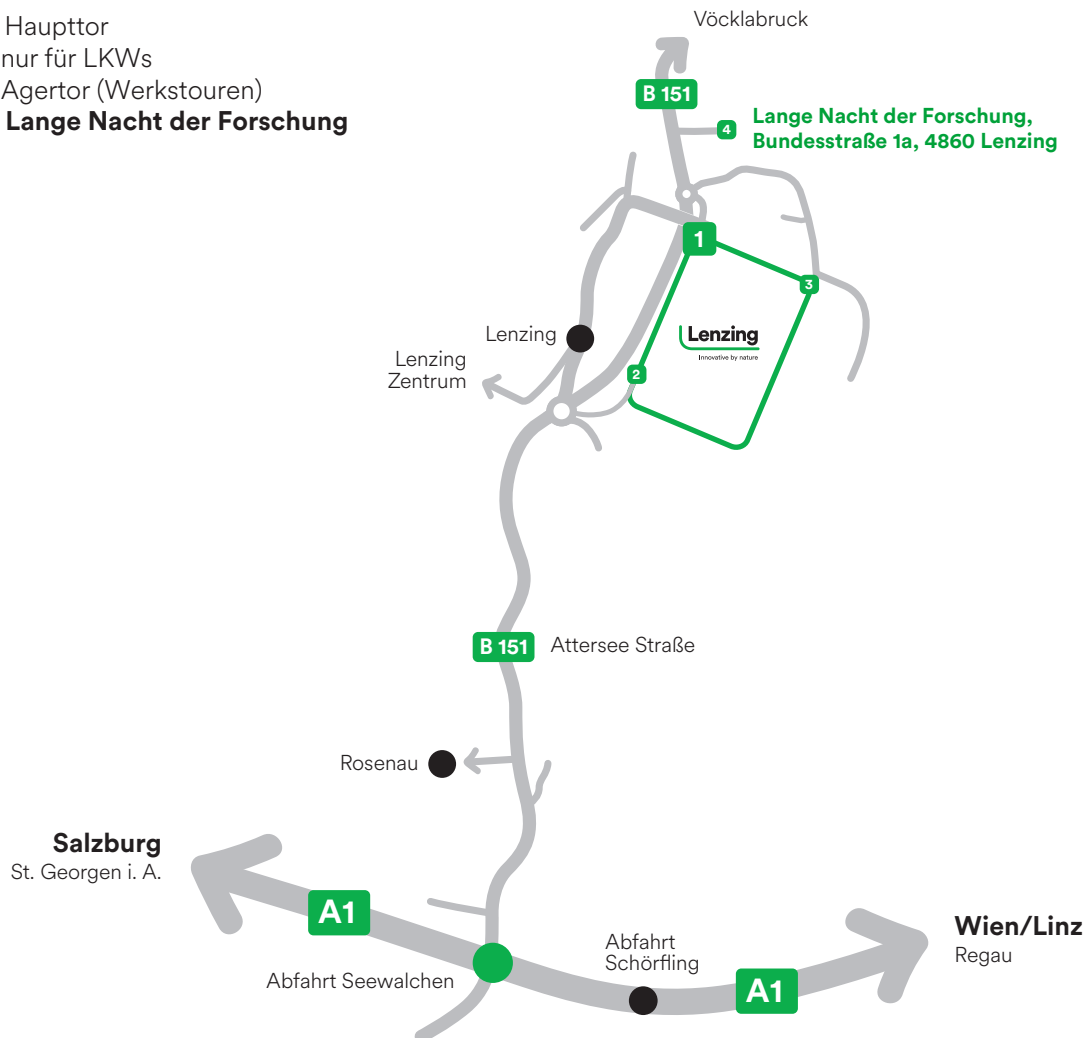 Haupttor
nur für LKWs
Agertor (Werkstouren)
Lange Nacht der Forschung
Vöcklabruck
B 151
4
Lange Nacht der Forschung,
Bundesstraße 1a, 4860 Lenzing
1
3
Lenzing
Innovative by nature
Lenzing
Lenzing
Zentrum
2
B 151
Attersee Straße
Rosenau
Salzburg
St. Georgen i. A.
A1
Abfahrt
Schörfling
Wien/Linz
Regau
Abfahrt Seewalchen
A1